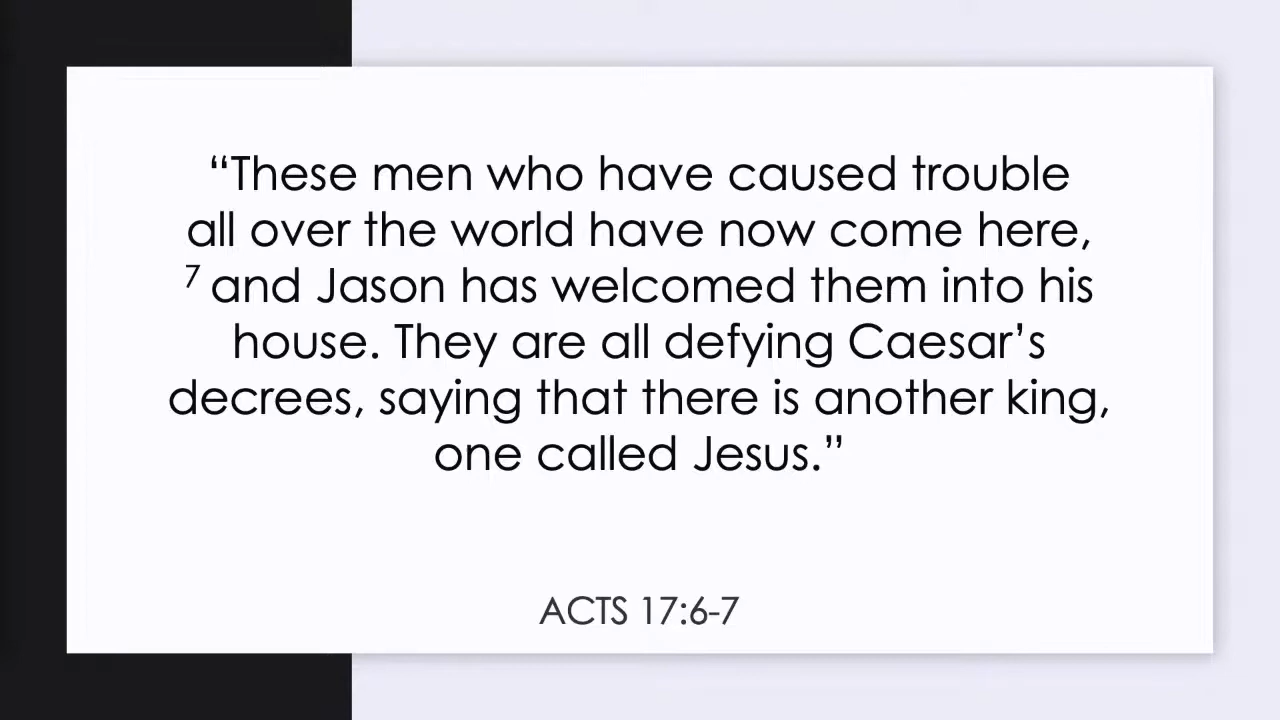 “These men who have caused trouble
all over the world have now come here,
⁷ and Jason has welcomed them into his
house. They are all defying Caesar’s
decrees, saying that there is another king,
one called Jesus.”
ACTS 17:6-7